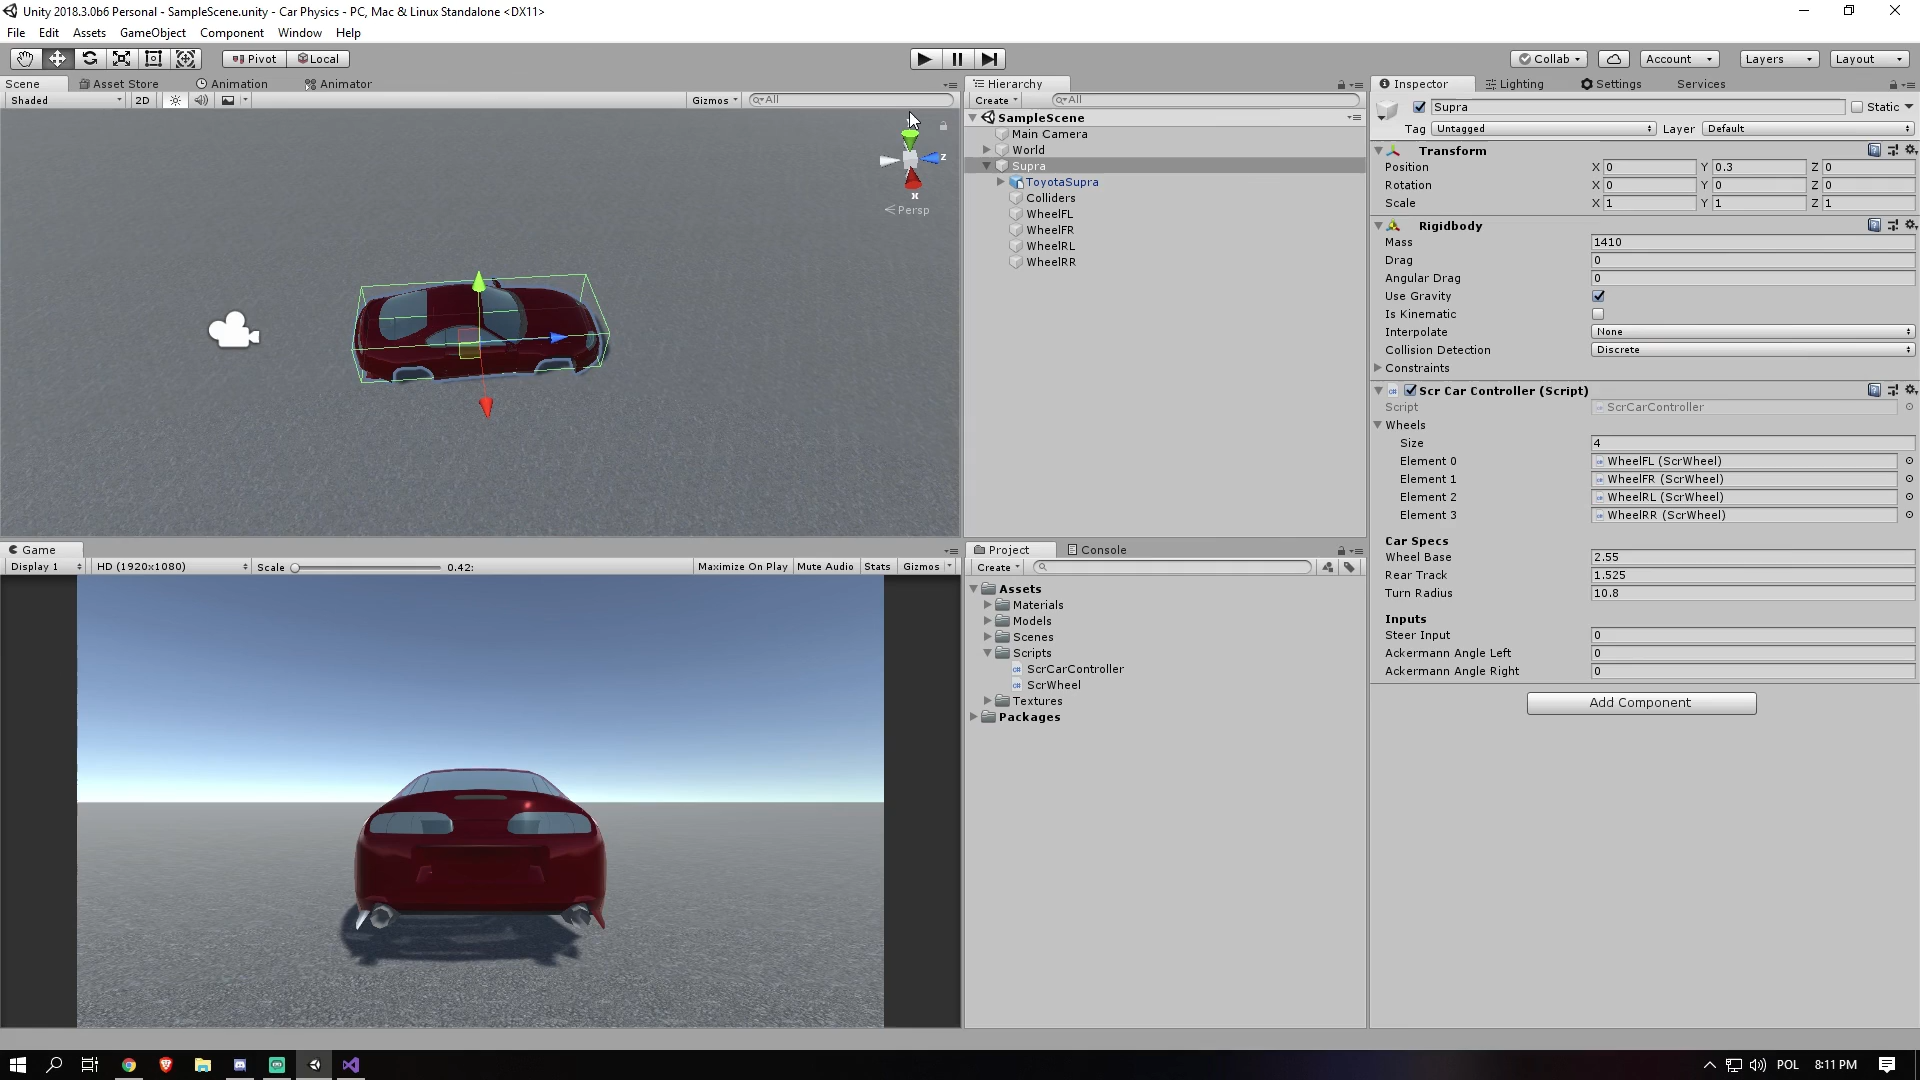 Unity 2018.3.0b6 Personal - SampleScene.unity - Car Physics - PC, Mac & Linux Standalone <DX11>
File Edit Assets GameObject Component Window Help
Pivot Local Collab Account Layers Layout
Scene Asset Store Animation Animator
Shaded 2D Gizmos All
z
x
Persp
Hierarchy
Create All
SampleScene
Main Camera
World
Supra
ToyotaSupra
Colliders
WheelFL
WheelFR
WheelRL
WheelRR
Inspector Lighting Settings Services
Supra Static
Tag Untagged Layer Default
Transform
Position X 0 Y 0.3 Z 0
Rotation X 0 Y 0 Z 0
Scale X 1 Y 1 Z 1
Rigidbody
Mass 1410
Drag 0
Angular Drag 0
Use Gravity
Is Kinematic
Interpolate None
Collision Detection Discrete
Constraints
Scr Car Controller (Script)
Script ScrCarController
Wheels
Size 4
Element 0 WheelFL (ScrWheel)
Element 1 WheelFR (ScrWheel)
Element 2 WheelRL (ScrWheel)
Element 3 WheelRR (ScrWheel)
Car Specs
Wheel Base 2.55
Rear Track 1.525
Turn Radius 10.8
Inputs
Steer Input 0
Ackermann Angle Left 0
Ackermann Angle Right 0
Add Component
Game
Display 1 HD (1920x1080) Scale 0.42: Maximize On Play Mute Audio Stats Gizmos
Project Console
Create
Assets
Materials
Models
Scenes
Scripts
ScrCarController
ScrWheel
Textures
Packages
POL 8:11 PM